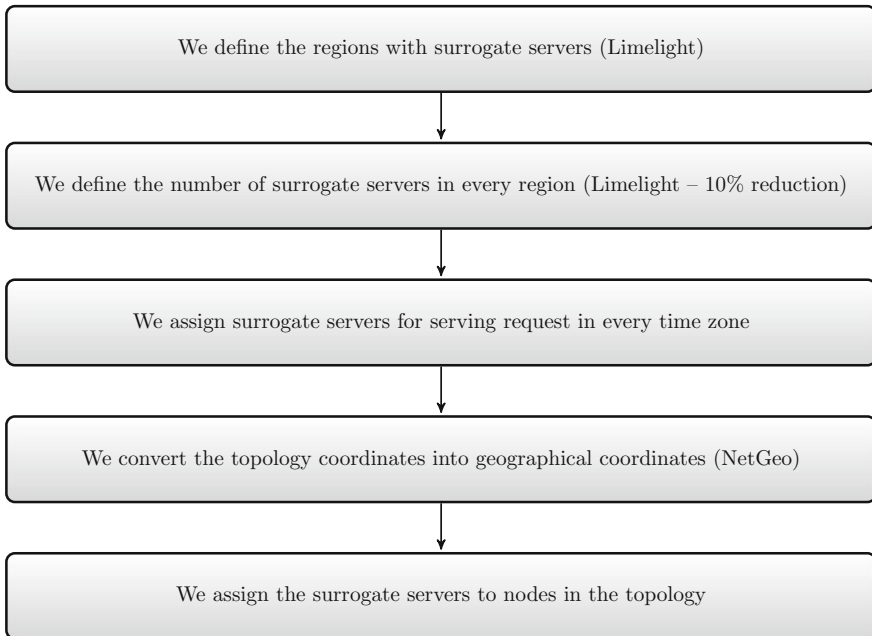 We define the regions with surrogate servers (Limelight)
We define the number of surrogate servers in every region (Limelight – 10% reduction)
We assign surrogate servers for serving request in every time zone
We convert the topology coordinates into geographical coordinates (NetGeo)
We assign the surrogate servers to nodes in the topology